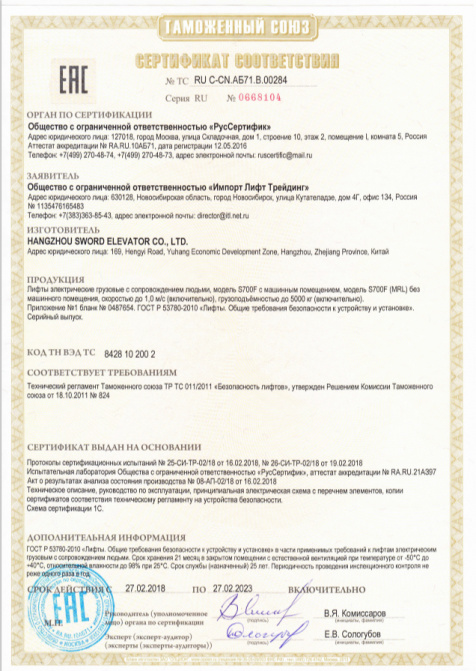 ТАМОЖЕННЫЙ СОЮЗ
СЕРТИФИКАТ СООТВЕТСТВИЯ
ЕАС
№ ТС RU С-CN.АБ71.В.00284
Серия RU № 0668104
ОРГАН ПО СЕРТИФИКАЦИИ
Общество с ограниченной ответственностью «РусСертифик»
Адрес юридического лица: 127018, город Москва, улица Складочная, дом 1, строение 10, этаж 2, помещение I, комната 5, Россия
Аттестат аккредитации № RA.RU.10АБ71, дата регистрации 12.05.2016
Телефон: +7(499) 270-48-74, +7(499) 270-48-73, адрес электронной почты: ruscertific@mail.ru
ЗАЯВИТЕЛЬ
Общество с ограниченной ответственностью «Импорт Лифт Трейдинг»
Адрес юридического лица: 630128, Новосибирская область, город Новосибирск, улица Кутателадзе, дом 4Г, офис 134, Россия
№ 1135476165483
Телефон: +7(383)363-85-43, адрес электронной почты: director@itl.net.ru
ИЗГОТОВИТЕЛЬ
HANGZHOU SWORD ELEVATOR CO., LTD.
Адрес юридического лица: 169, Hengyi Road, Yuhang Economic Development Zone, Hangzhou, Zhejiang Province, Китай
ПРОДУКЦИЯ
Лифты электрические грузовые с сопровождением людьми, модель S700F с машинным помещением, модель S700F (MRL) без
машинного помещения, скоростью до 1,0 м/с (включительно), грузоподъёмностью до 5000 кг (включительно).
Приложение №1 бланк № 0487654. ГОСТ Р 53780-2010 «Лифты. Общие требования безопасности к устройству и установке».
Серийный выпуск.
КОД ТН ВЭД ТС 8428 10 200 2
СООТВЕТСТВУЕТ ТРЕБОВАНИЯМ
Технический регламент Таможенного союза ТР ТС 011/2011 «Безопасность лифтов», утвержден Решением Комиссии Таможенного
союза от 18.10.2011 № 824
СЕРТИФИКАТ ВЫДАН НА ОСНОВАНИИ
Протоколы сертификационных испытаний № 25-СИ-ТР-02/18 от 16.02.2018, № 26-СИ-ТР-02/18 от 19.02.2018
Испытательная лаборатория Общества с ограниченной ответственностью «РусСертифик», аттестат аккредитации № RA.RU.21АЗ97
Акт о результатах анализа состояния производства № 08-АП-02/18 от 16.02.2018
Техническое описание, руководство по эксплуатации, принципиальная электрическая схема с перечнем элементов, копии
сертификатов соответствия техническому регламенту на устройства безопасности.
Схема сертификации 1С.
ДОПОЛНИТЕЛЬНАЯ ИНФОРМАЦИЯ
ГОСТ Р 53780-2010 «Лифты. Общие требования безопасности к устройству и установке» в части применимых требований к лифтам электрическим
грузовым с сопровождением людьми. Срок хранения 21 месяц в закрытом помещении с естественной вентиляцией при температуре от -50°С до
+40°С, относительной влажности до 98% при 25°С. Срок службы (назначенный) 25 лет. Периодичность проведения инспекционного контроля не
реже одного раза в год.
СРОК ДЕЙСТВИЯ С 27.02.2018 ПО 27.02.2023 ВКЛЮЧИТЕЛЬНО
ЕАС
М.П.
Руководитель (уполномоченное
лицо) органа по сертификации
(подпись)
В.Я. Комиссаров
(инициалы, фамилия)
Эксперт (эксперт-аудитор)
(эксперты (эксперты-аудиторы))
(подпись)
Е.В. Сологубов
(инициалы, фамилия)